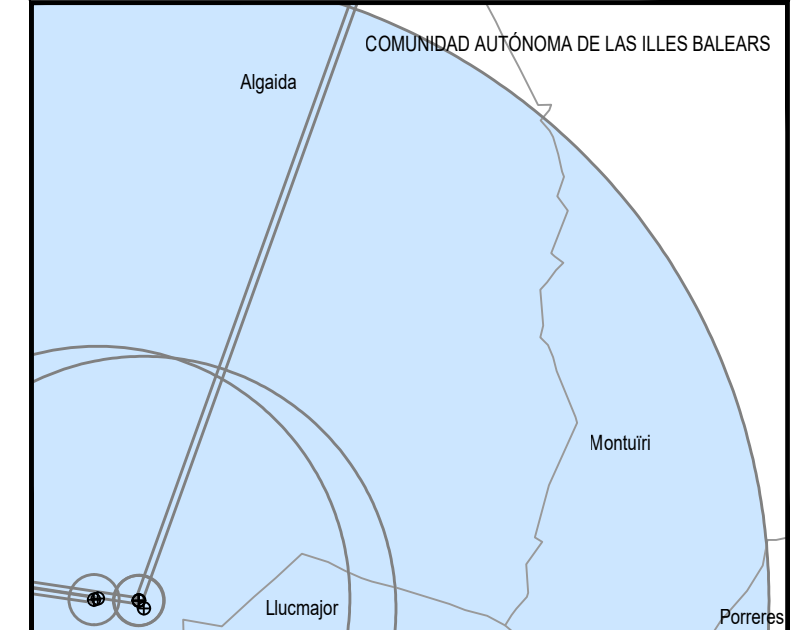 COMUNIDAD AUTÓNOMA DE LAS ILLES BALEARS
Algaida
Montuïri
Llucmajor
Porreres